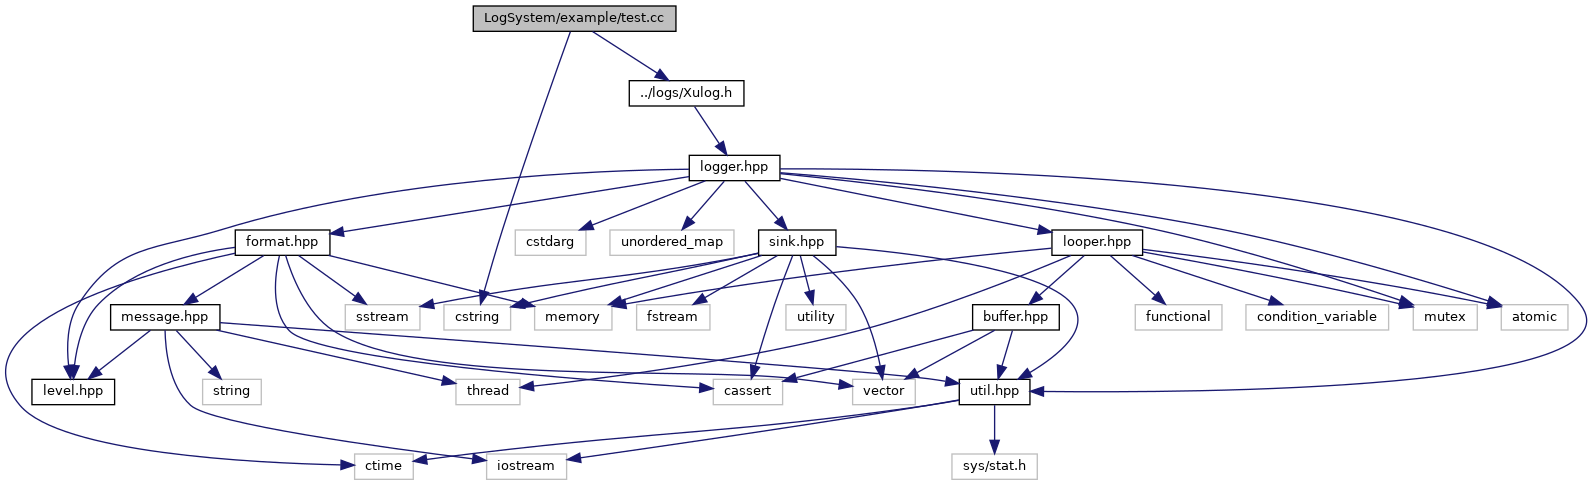 LogSystem/example/test.cc
../logs/Xulog.h
logger.hpp
format.hpp
cstdarg
unordered_map
sink.hpp
looper.hpp
message.hpp
sstream
cstring
memory
fstream
utility
buffer.hpp
functional
condition_variable
mutex
atomic
level.hpp
string
thread
cassert
vector
util.hpp
ctime
iostream
sys/stat.h